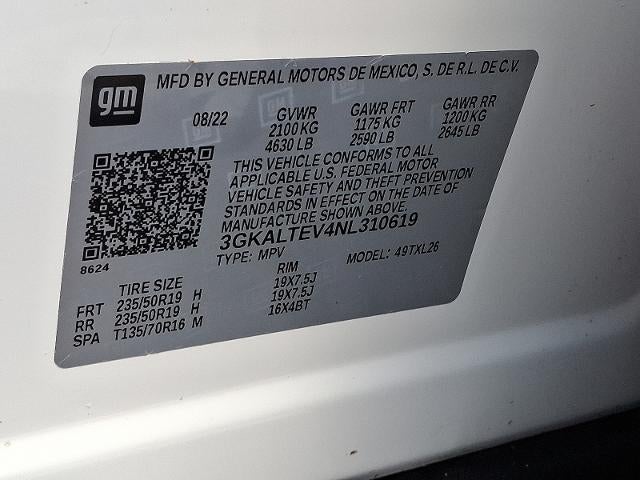 gm
MFD BY GENERAL MOTORS DE MEXICO, S. DE R.L. DE C.V.
08/22 GVWR GAWR FRT GAWR RR
2100 KG 1175 KG 1200 KG
4630 LB 2590 LB 2645 LB
THIS VEHICLE CONFORMS TO ALL
APPLICABLE U.S. FEDERAL MOTOR
VEHICLE SAFETY AND THEFT PREVENTION
STANDARDS IN EFFECT ON THE DATE OF
MANUFACTURE SHOWN ABOVE.
3GKALTEV4NL310619
8624
TYPE: MPV MODEL: 49TXL26
TIRE SIZE RIM
FRT 235/50R19 H 19X7.5J
RR 235/50R19 H 19X7.5J
SPA T135/70R16 M 16X4BT